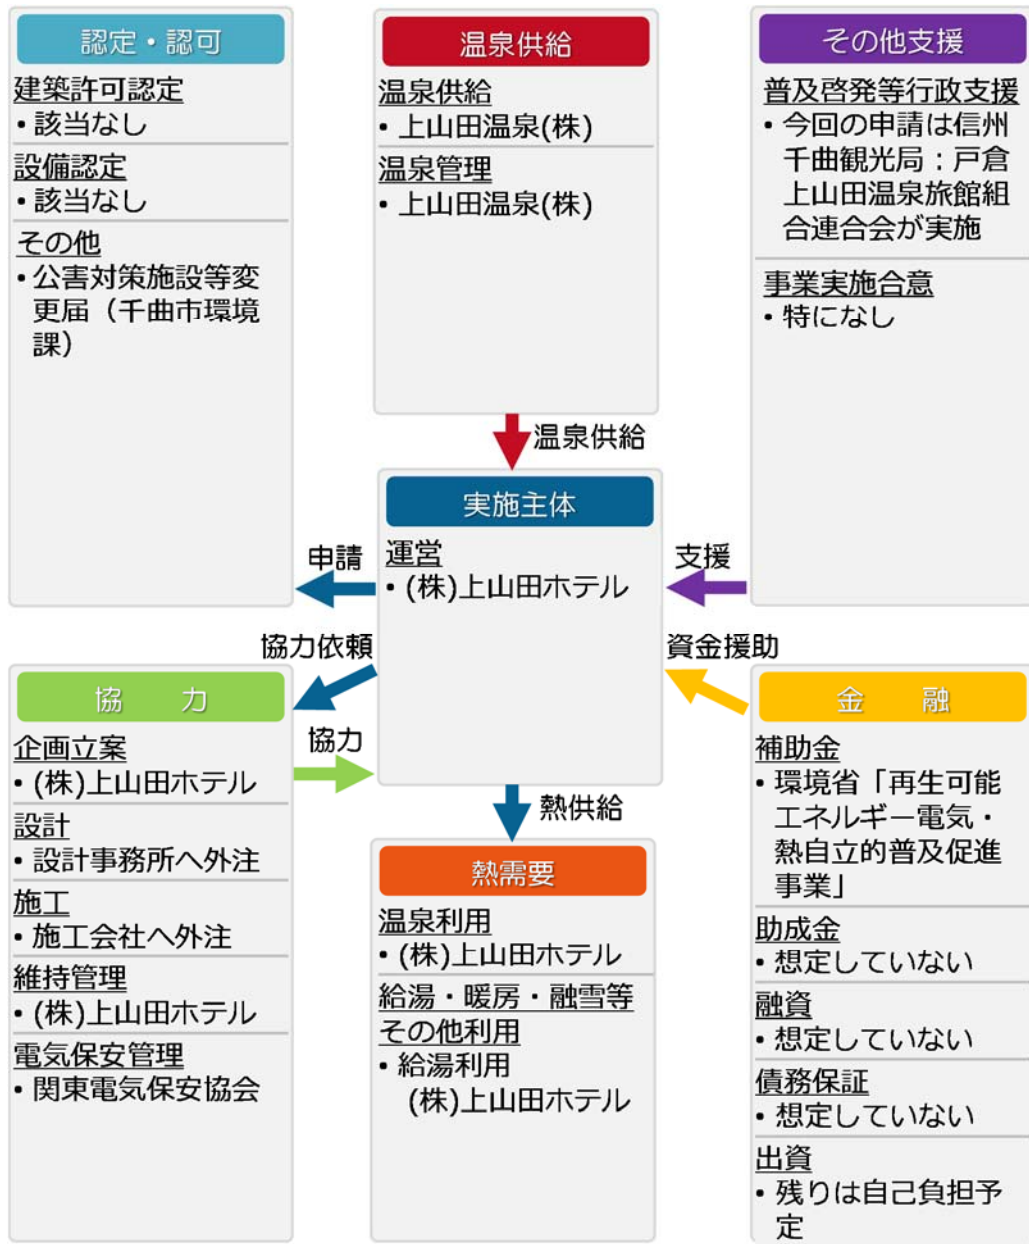 認定・認可
建築許可認定
• 該当なし
設備認定
• 該当なし
その他
• 公害対策施設等変
更届（千曲市環境
課）
温泉供給
温泉供給
• 上山田温泉(株)
温泉管理
• 上山田温泉(株)
その他支援
普及啓発等行政支援
• 今回の申請は信州
千曲観光局：戸倉
上山田温泉旅館組
合連合会が実施
事業実施合意
• 特になし
温泉供給
実施主体
運営
• (株)上山田ホテル
申請
支援
協力依頼
資金援助
協力
熱供給
協　力
企画立案
• (株)上山田ホテル
設計
• 設計事務所へ外注
施工
• 施工会社へ外注
維持管理
• (株)上山田ホテル
電気保安管理
• 関東電気保安協会
熱需要
温泉利用
• (株)上山田ホテル
給湯・暖房・融雪等
その他利用
• 給湯利用
(株)上山田ホテル
金　融
補助金
• 環境省「再生可能
エネルギー電気・
熱自立的普及促進
事業」
助成金
• 想定していない
融資
• 想定していない
債務保証
• 想定していない
出資
• 残りは自己負担予
定